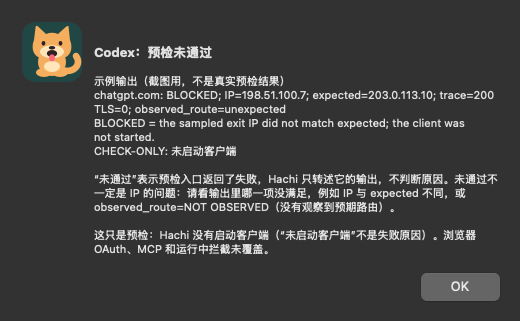 Codex：预检未通过
示例输出（截图用，不是真实预检结果）
chatgpt.com: BLOCKED; IP=198.51.100.7; expected=203.0.113.10; trace=200
TLS=0; observed_route=unexpected
BLOCKED = the sampled exit IP did not match expected; the client was
not started.
CHECK-ONLY: 未启动客户端
“未通过”表示预检入口返回了失败，Hachi 只转述它的输出，不判断原因。未通过不
一定是 IP 的问题：请看输出里哪一项没满足，例如 IP 与 expected 不同，或
observed_route=NOT OBSERVED（没有观察到预期路由）。
这只是预检：Hachi 没有启动客户端（“未启动客户端”不是失败原因）。浏览器
OAuth、MCP 和运行中拦截未覆盖。
OK